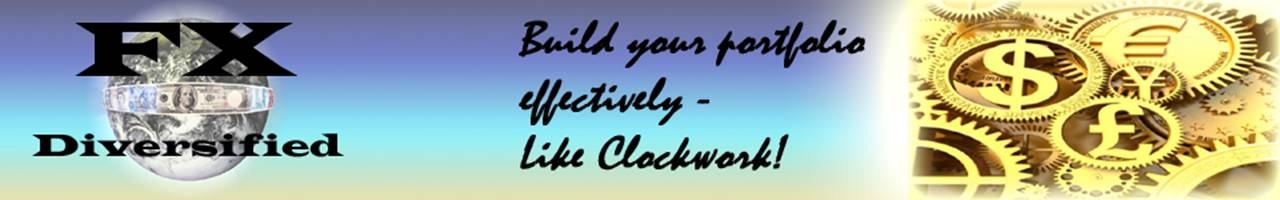 FX
Diversified
Build your portfolio
effectively -
Like Clockwork!
$
€
¥
£